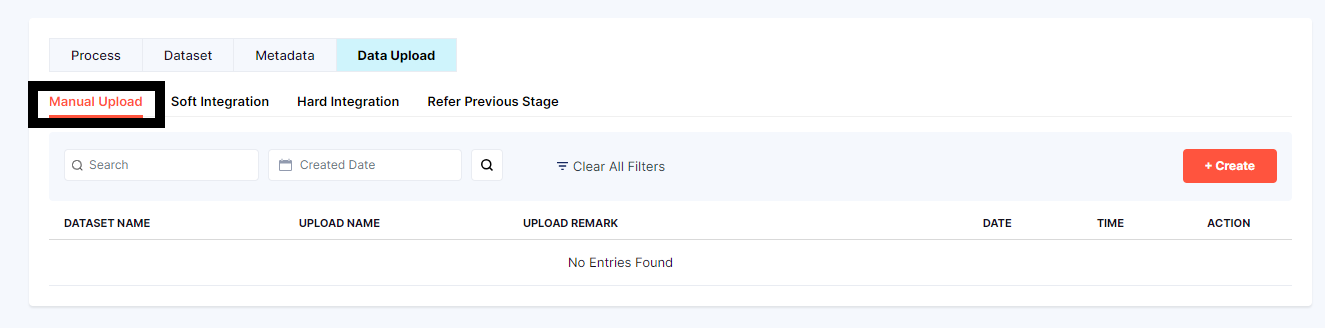 Process Dataset Metadata Data Upload
Manual Upload Soft Integration Hard Integration Refer Previous Stage
Search Created Date Clear All Filters + Create
DATASET NAME UPLOAD NAME UPLOAD REMARK DATE TIME ACTION
No Entries Found